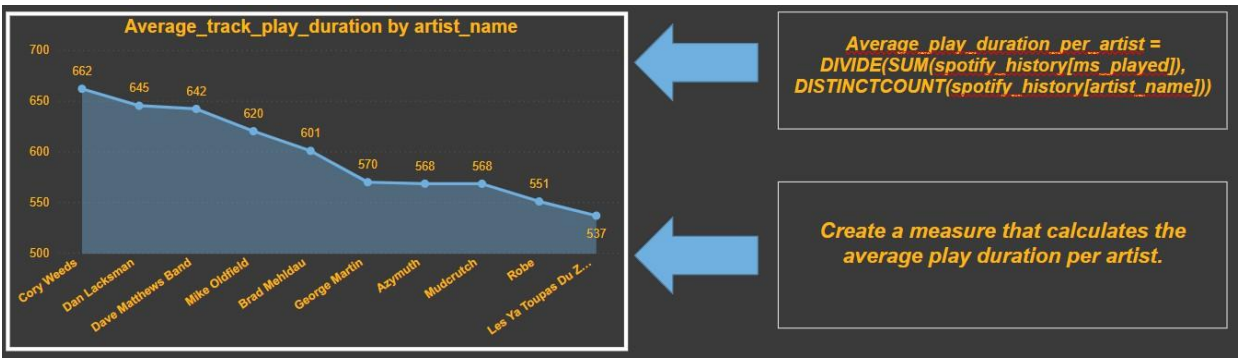 Average_track_play_duration by artist_name
700
650
600
550
500
662
645
642
620
601
570
568
568
551
537
Cory Weeds
Dan Lacksman
Dave Matthews Band
Mike Oldfield
Brad Mehldau
George Martin
Azymuth
Mudcrutch
Robe
Les Ya Toupas Du Z...
Average_play_duration_per_artist =
DIVIDE(SUM(spotify_history[ms_played]),
DISTINCTCOUNT(spotify_history[artist_name]))
Create a measure that calculates the
average play duration per artist.